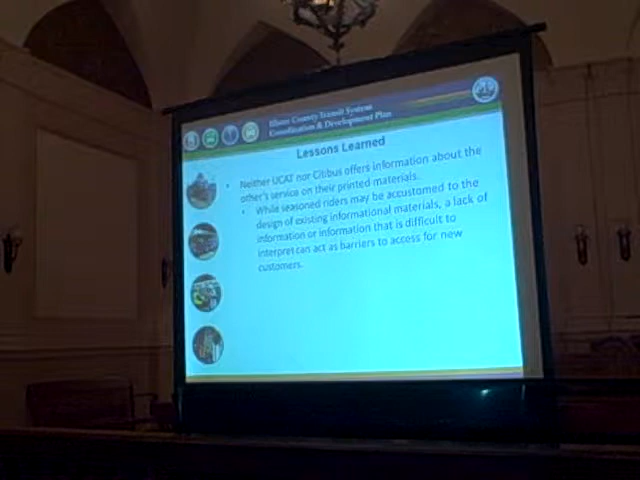 Ulster County Transit System
Coordination & Development Plan
Lessons Learned
• Neither UCAT nor Citibus offers information about the
other's service on their printed materials.
• While seasoned riders may be accustomed to the
design of existing informational materials, a lack of
information or information that is difficult to
interpret can act as barriers to access for new
customers.